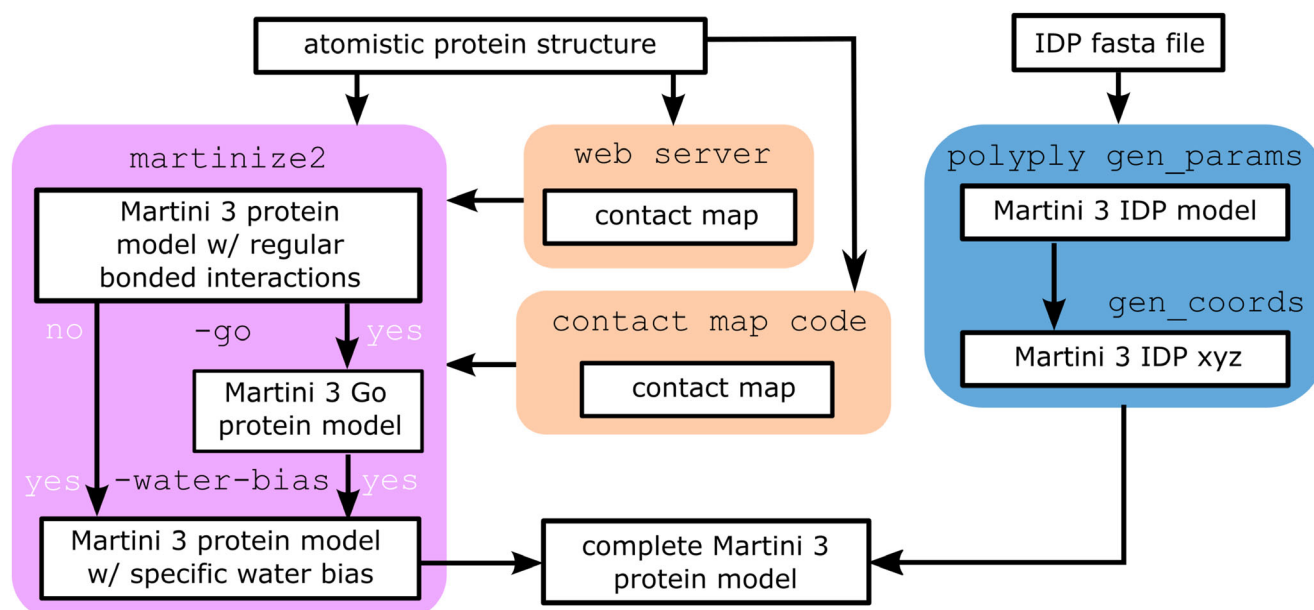 atomistic protein structure
IDP fasta file
martinize2
Martini 3 protein
model w/ regular
bonded interactions
no
-go
yes
Martini 3 Go
protein model
yes
-water-bias
yes
Martini 3 protein model
w/ specific water bias
web server
contact map
contact map code
contact map
complete Martini 3
protein model
polyply gen_params
Martini 3 IDP model
gen_coords
Martini 3 IDP xyz